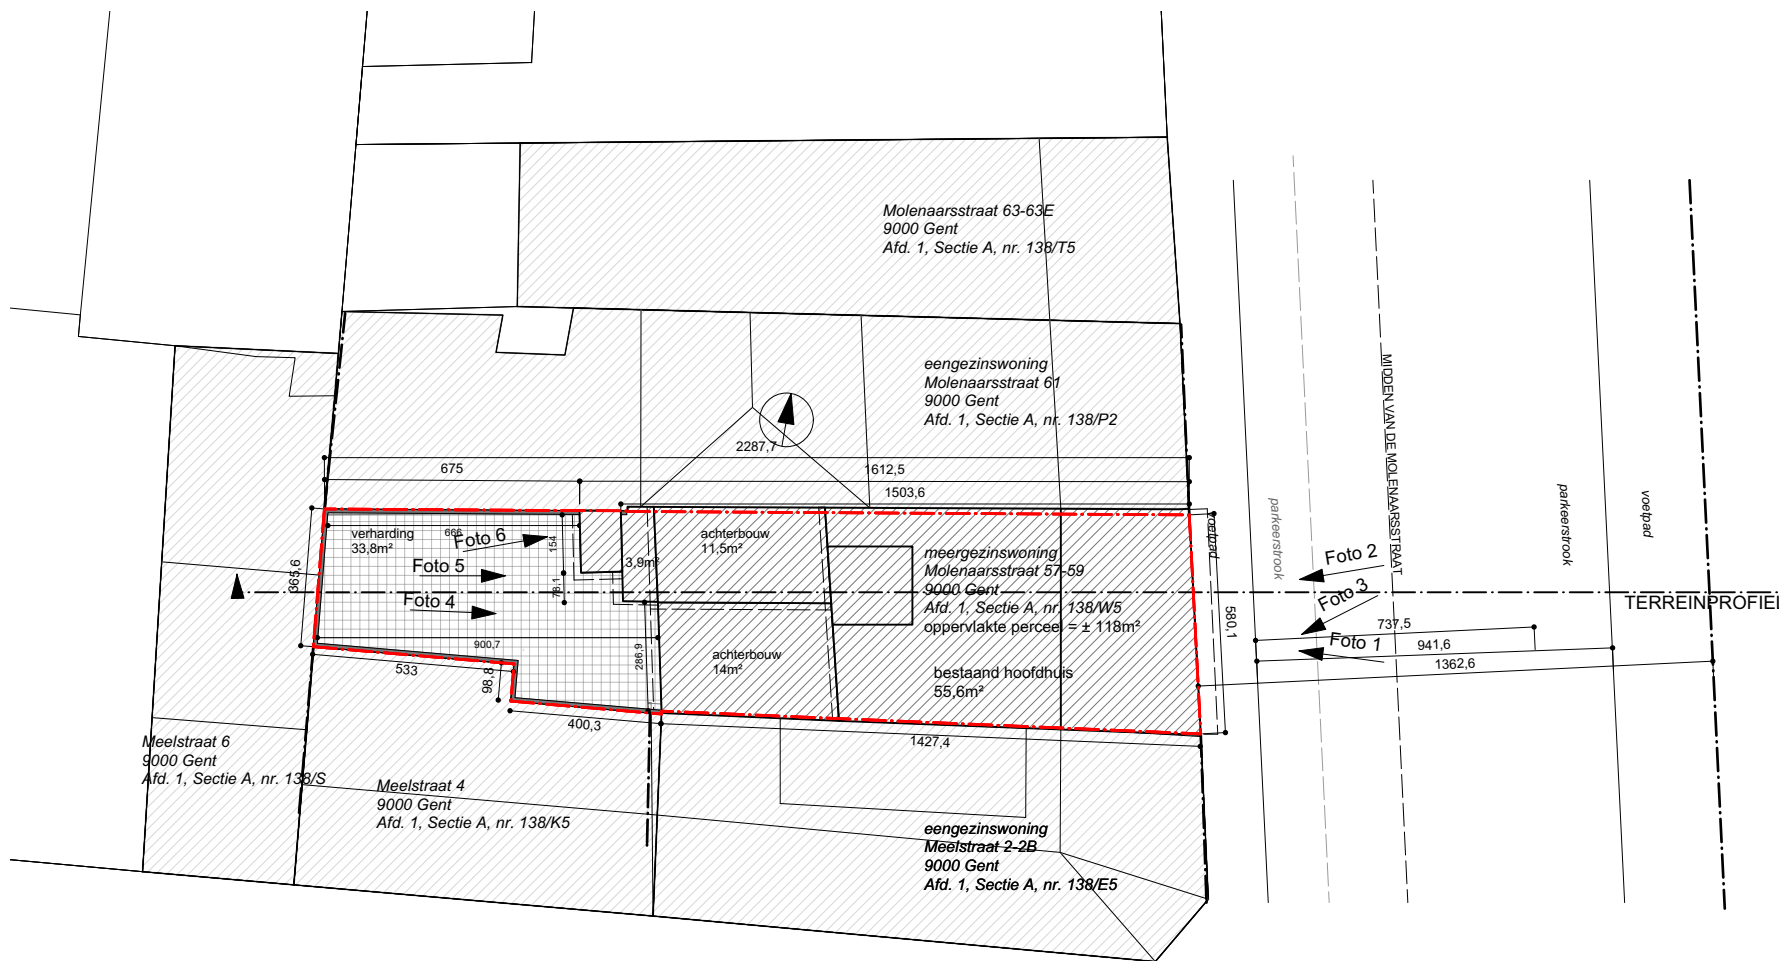 Molenaarsstraat 63-63E
9000 Gent
Afd. 1, Sectie A, nr. 138/T5
eengezinswoning
Molenaarsstraat 61
9000 Gent
Afd. 1, Sectie A, nr. 138/P2
2287,7
675
1612,5
1503,6
verharding
33,8m²
666
Foto 6
154
Foto 5
78,1
Foto 4
365,6
3,9m²
achterbouw
11,5m²
meergezinswoning
Molenaarsstraat 57-59
9000 Gent
Afd. 1, Sectie A, nr. 138/W5
oppervlakte perceel = ± 118m²
bestaand hoofdhuis
55,6m²
achterbouw
14m²
900,7
286,9
533
98,8
400,3
1427,4
580,1
voetpad
parkeerstrook
MIDDEN VAN DE MOLENAARSSTRAAT
parkeerstrook
voetpad
Foto 2
Foto 3
Foto 1
TERREINPROFIEL
737,5
941,6
1362,6
Meelstraat 6
9000 Gent
Afd. 1, Sectie A, nr. 138/S
Meelstraat 4
9000 Gent
Afd. 1, Sectie A, nr. 138/K5
eengezinswoning
Meelstraat 2-2B
9000 Gent
Afd. 1, Sectie A, nr. 138/E5